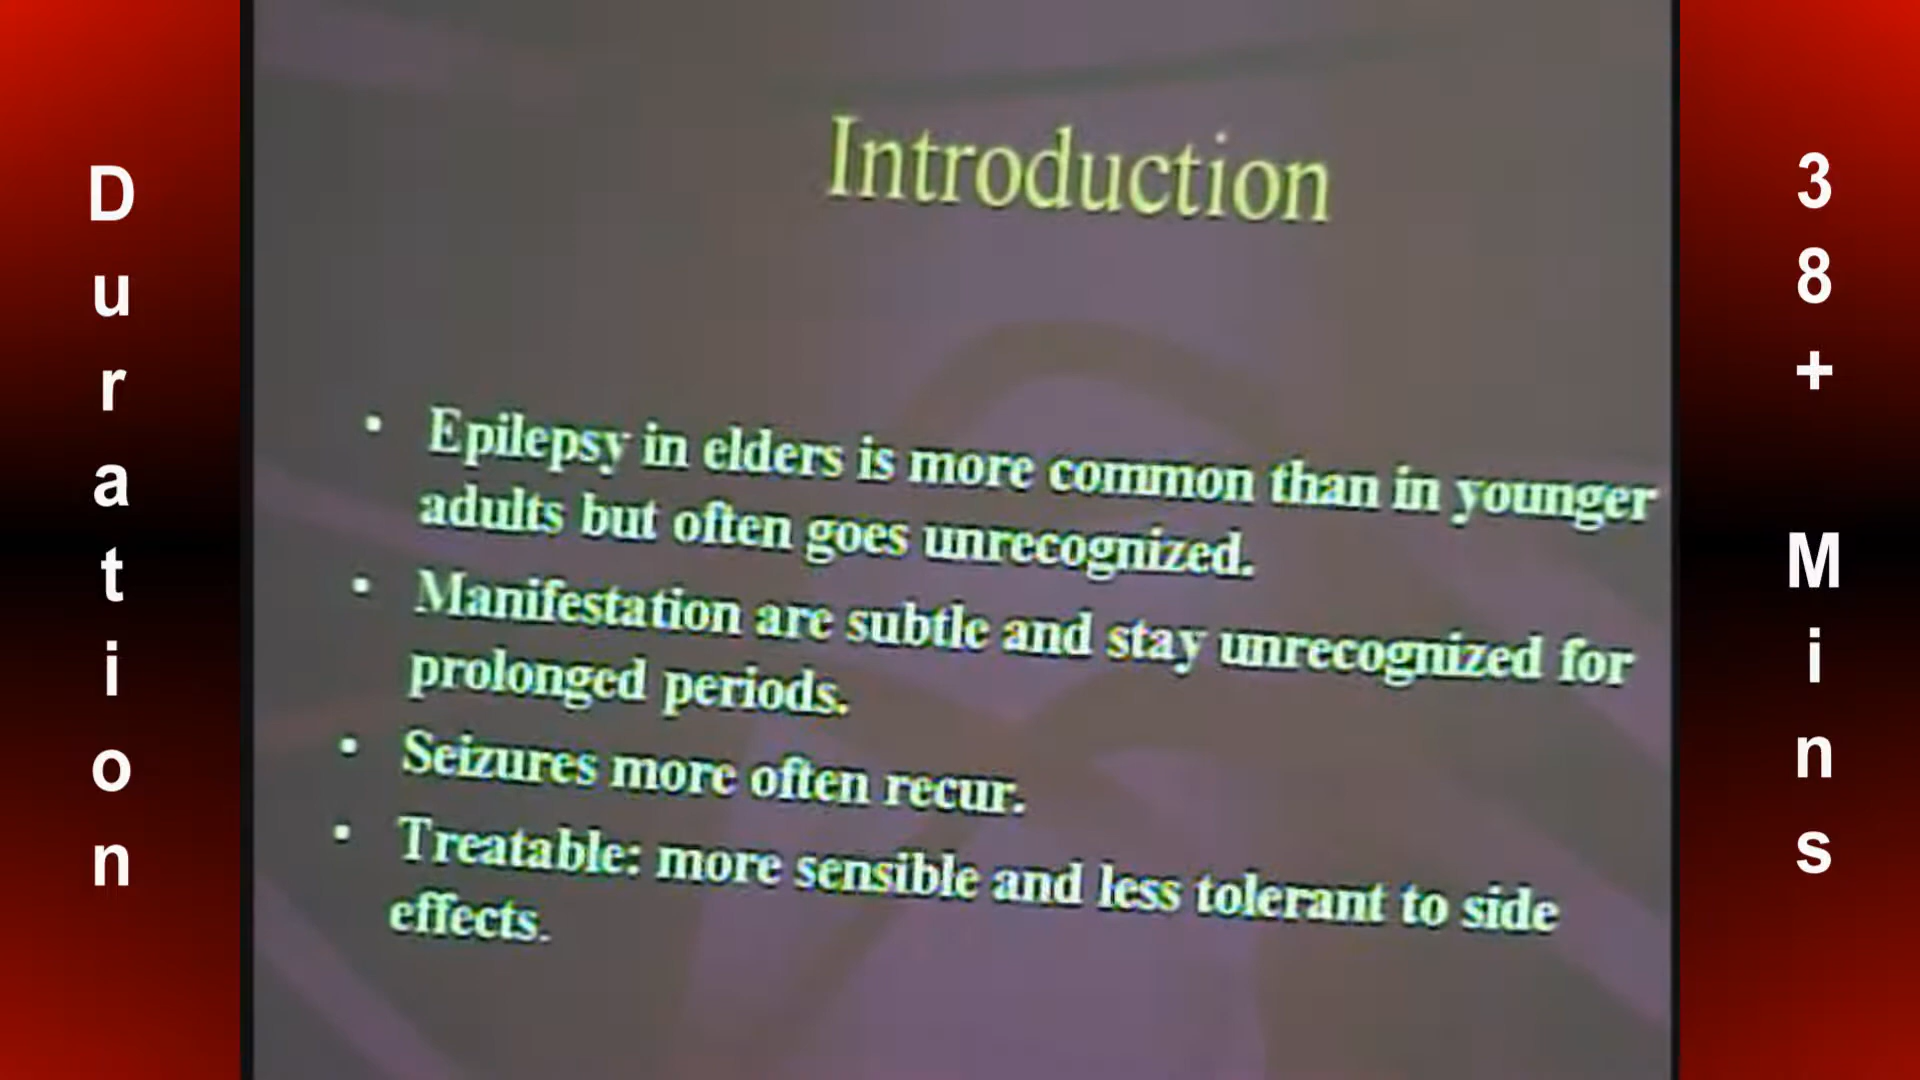 Duration
Introduction
• Epilepsy in elders is more common than in younger
adults but often goes unrecognized.
• Manifestation are subtle and stay unrecognized for
prolonged periods.
• Seizures more often recur.
• Treatable: more sensible and less tolerant to side
effects.
38+ Mins